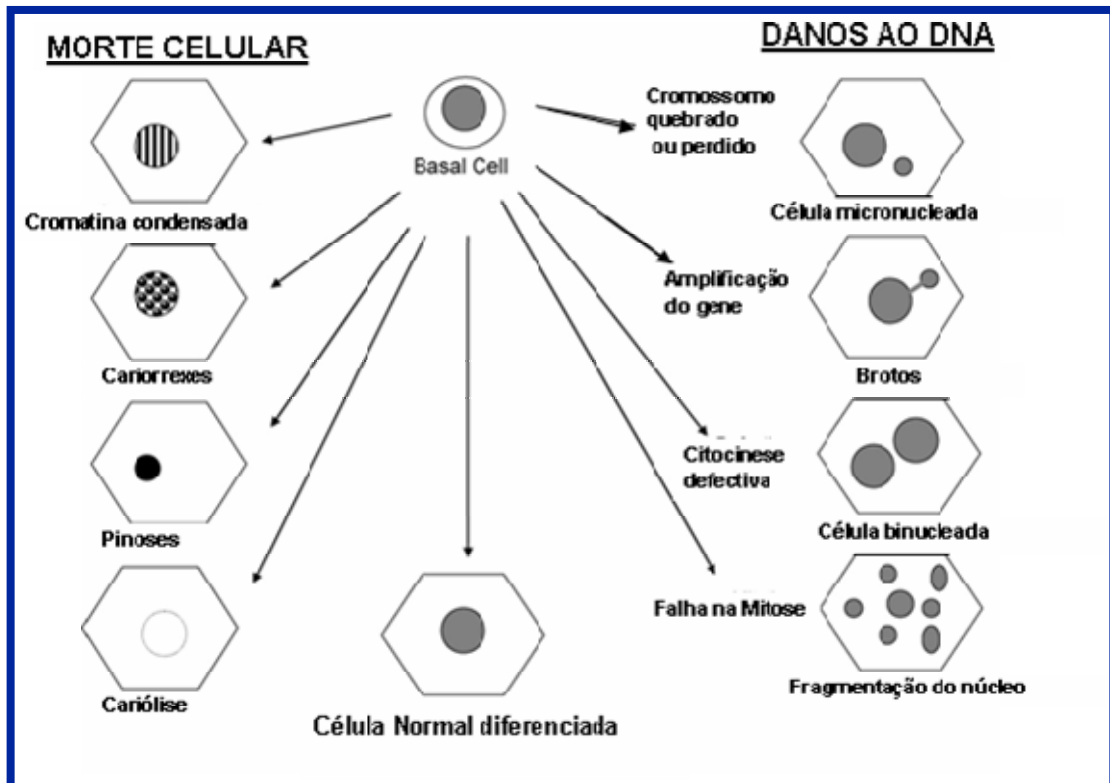 MORTE CELULAR
DANOS AO DNA
Basal Cell
Cromatina condensada
Cariorrexes
Pinoses
Cariólise
Célula Normal diferenciada
Cromossomo
quebrado
ou perdido
Célula micronucleada
Amplificação
do gene
Brotos
Citocinese
defectiva
Célula binucleada
Falha na Mitose
Fragmentação do núcleo